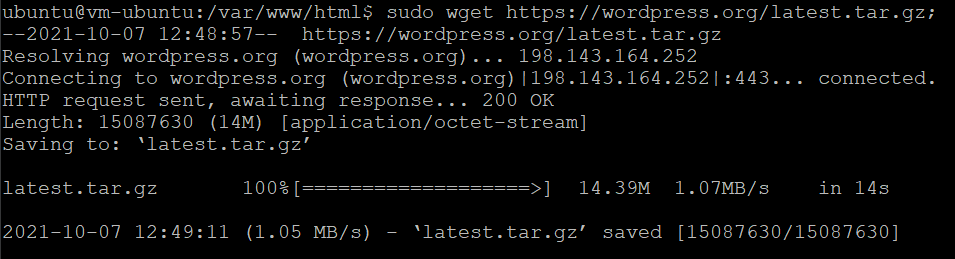 ubuntu@vm-ubuntu:/var/www/html$ sudo wget https://wordpress.org/latest.tar.gz;
--2021-10-07 12:48:57--  https://wordpress.org/latest.tar.gz
Resolving wordpress.org (wordpress.org)... 198.143.164.252
Connecting to wordpress.org (wordpress.org)|198.143.164.252|:443... connected.
HTTP request sent, awaiting response... 200 OK
Length: 15087630 (14M) [application/octet-stream]
Saving to: ‘latest.tar.gz’
latest.tar.gz       100%[===================>]  14.39M  1.07MB/s    in 14s
2021-10-07 12:49:11 (1.05 MB/s) - ‘latest.tar.gz’ saved [15087630/15087630]